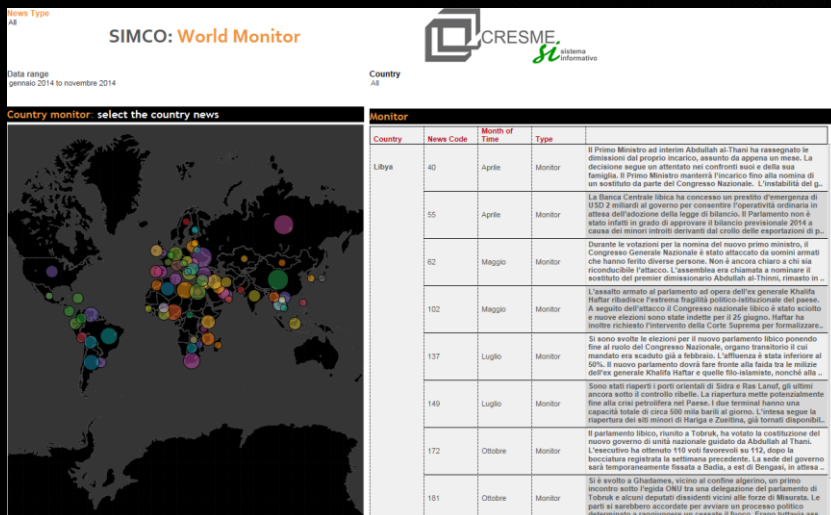 News Type
All
SIMCO: World Monitor
CRESME
si sistema
informativo
Data range
gennaio 2014 to novembre 2014
Country
All
Country monitor: select the country news
Monitor
Country News Code Month of Time Type
Libya 40 Aprile Monitor
Il Primo Ministro ad interim Abdullah al-Thani ha rassegnato le
dimissioni dal proprio incarico, assunto da appena un mese. La
decisione segue un attentato nei confronti suoi e della sua
famiglia. Il Primo Ministro manterrà l'incarico fino alla nomina di
un sostituto da parte del Congresso Nazionale. L'instabilità del g..
55 Aprile Monitor
La Banca Centrale libica ha concesso un prestito d'emergenza di
USD 2 miliardi al governo per consentire l'operatività ordinaria in
attesa dell'adozione della legge di bilancio. Il Parlamento non è
stato infatti in grado di approvare il bilancio previsionale 2014 a
causa dei minori introiti derivanti dal crollo delle esportazioni di p..
62 Maggio Monitor
Durante le votazioni per la nomina del nuovo primo ministro, il
Congresso Generale Nazionale è stato attaccato da uomini armati
che hanno ferito diverse persone. Non è ancora chiaro a chi sia
riconducibile l'attacco. L'assemblea era chiamata a nominare il
sostituto del premier dimissionario Abdullah al-Thinni, rimasto in ..
102 Maggio Monitor
L'assalto armato al parlamento ad opera dell'ex generale Khalifa
Haftar ribadisce l'estrema fragilità politico-istituzionale del paese.
A seguito dell'attacco il Congresso nazionale libico è stato sciolto
e nuove elezioni sono state indette per il 25 giugno. Haftar ha
inoltre richiesto l'intervento della Corte Suprema per formalizzare..
137 Luglio Monitor
Si sono svolte le elezioni per il nuovo parlamento libico ponendo
fine al ruolo del Congresso Nazionale, organo transitorio il cui
mandato era scaduto già a febbraio. L'affluenza è stata inferiore al
50%. Il nuovo parlamento dovrà fare fronte alla faida tra le milizie
dell'ex generale Khalifa Haftar e quelle filo-islamiste, nonché alla ..
149 Luglio Monitor
Sono stati riaperti i porti orientali di Sidra e Ras Lanuf, gli ultimi
ancora sotto il controllo ribelle. La riapertura mette potenzialmente
fine alla crisi petrolifera nel Paese. I due terminal hanno una
capacità totale di circa 500 mila barili al giorno. L'intesa segue la
riapertura dei siti minori di Hariga e Zueitina, già tornati disponibil..
172 Ottobre Monitor
Il parlamento libico, riunito a Tobruk, ha votato la costituzione del
nuovo governo di unità nazionale guidato da Abdullah al Thani.
L'esecutivo ha ottenuto 110 voti favorevoli su 112, dopo la
bocciatura registrata la settimana precedente. La sede del governo
sarà temporaneamente fissata a Badia, a est di Bengasi, in attesa ..
181 Ottobre Monitor
Si è svolto a Ghadames, vicino al confine algerino, un primo
incontro sotto l'egida ONU tra una delegazione del parlamento di
Tobruk e alcuni deputati dissidenti vicini alle forze di Misurata. Le
parti si sarebbero accordate per avviare un processo politico
determinato a raggiungere un cessate il fuoco. Erano tuttavia ass..